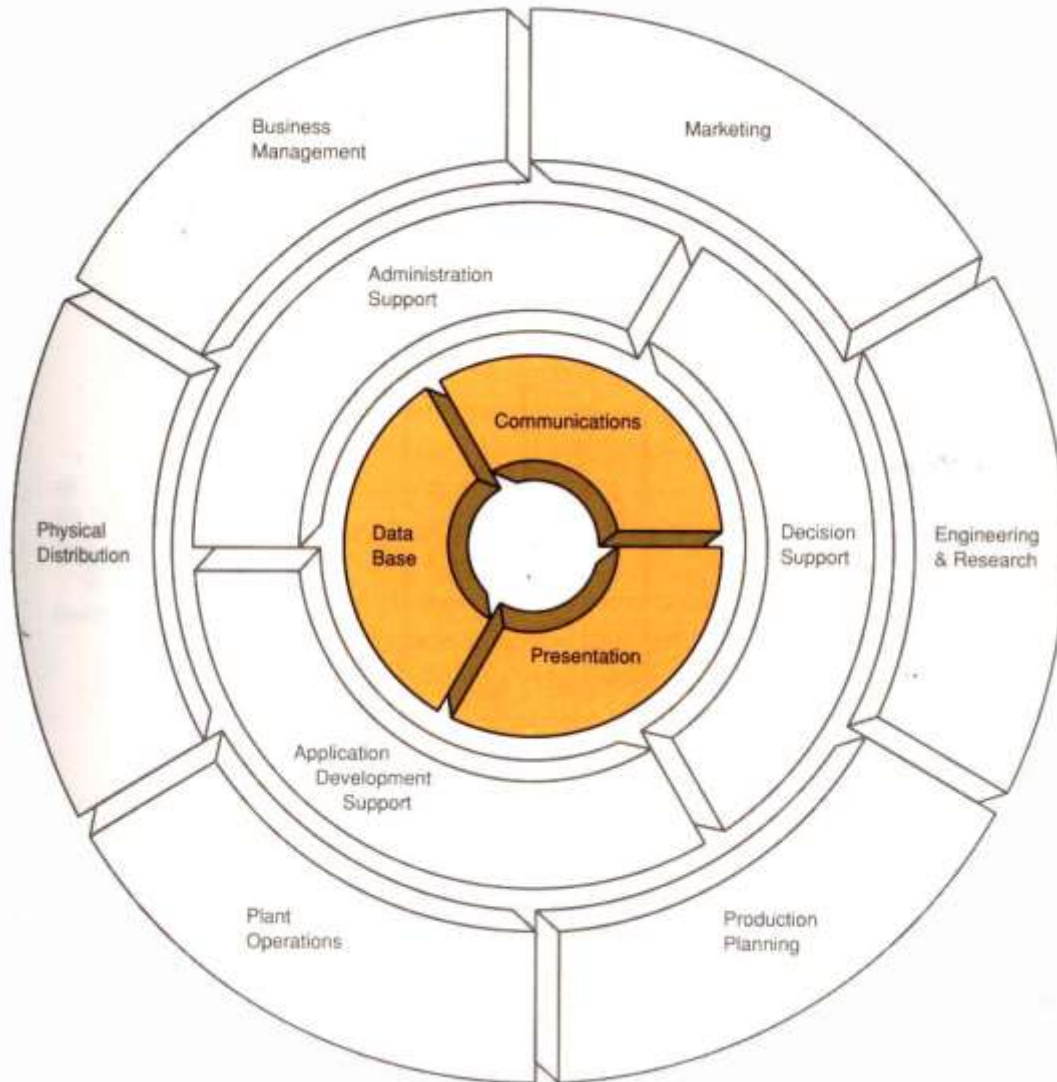 Business
Management
Marketing
Administration
Support
Communications
Data
Base
Presentation
Decision
Support
Physical
Distribution
Engineering
& Research
Application
Development
Support
Plant
Operations
Production
Planning